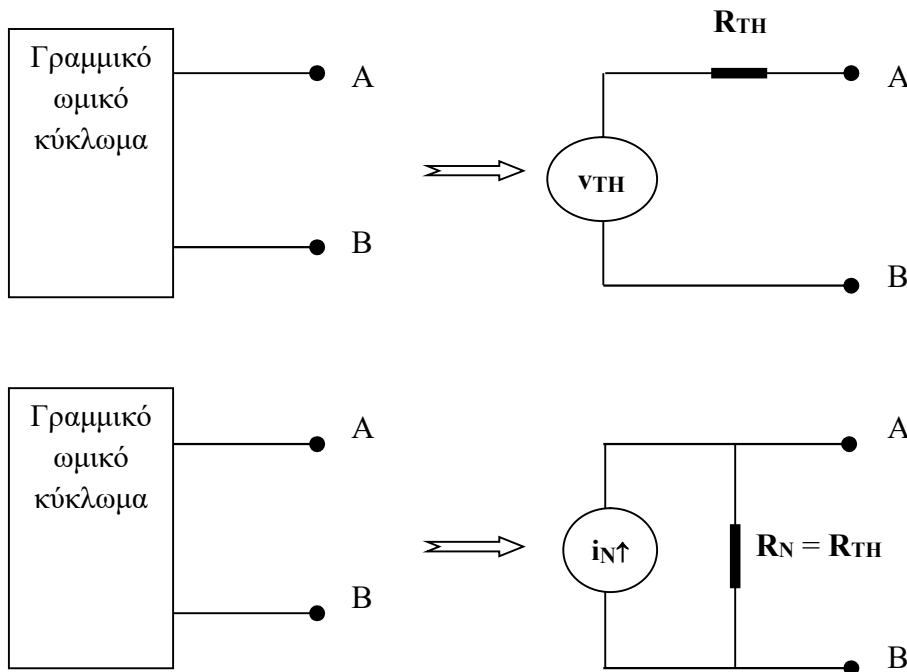 Γραμμικό
ωμικό
κύκλωμα
A
B
RTH
vTH
A
B
Γραμμικό
ωμικό
κύκλωμα
A
B
iN↑
RN = RTH
A
B